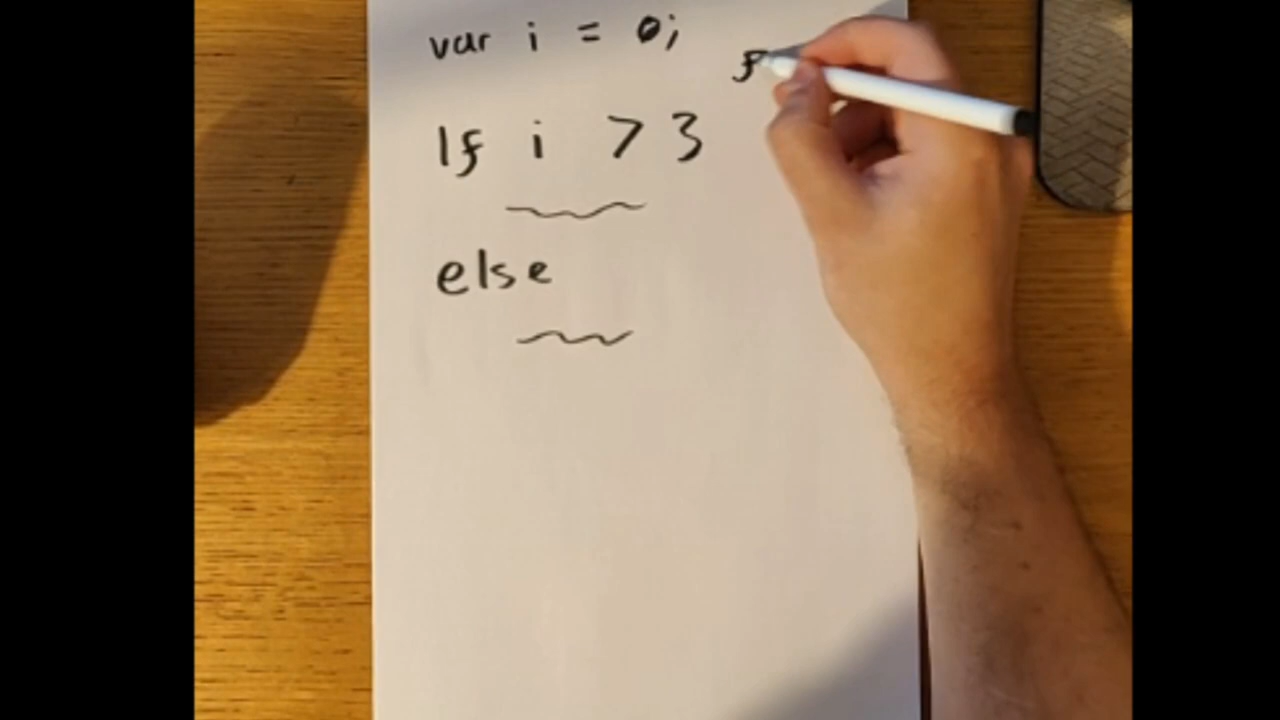 var i = 0;
If i > 3
else